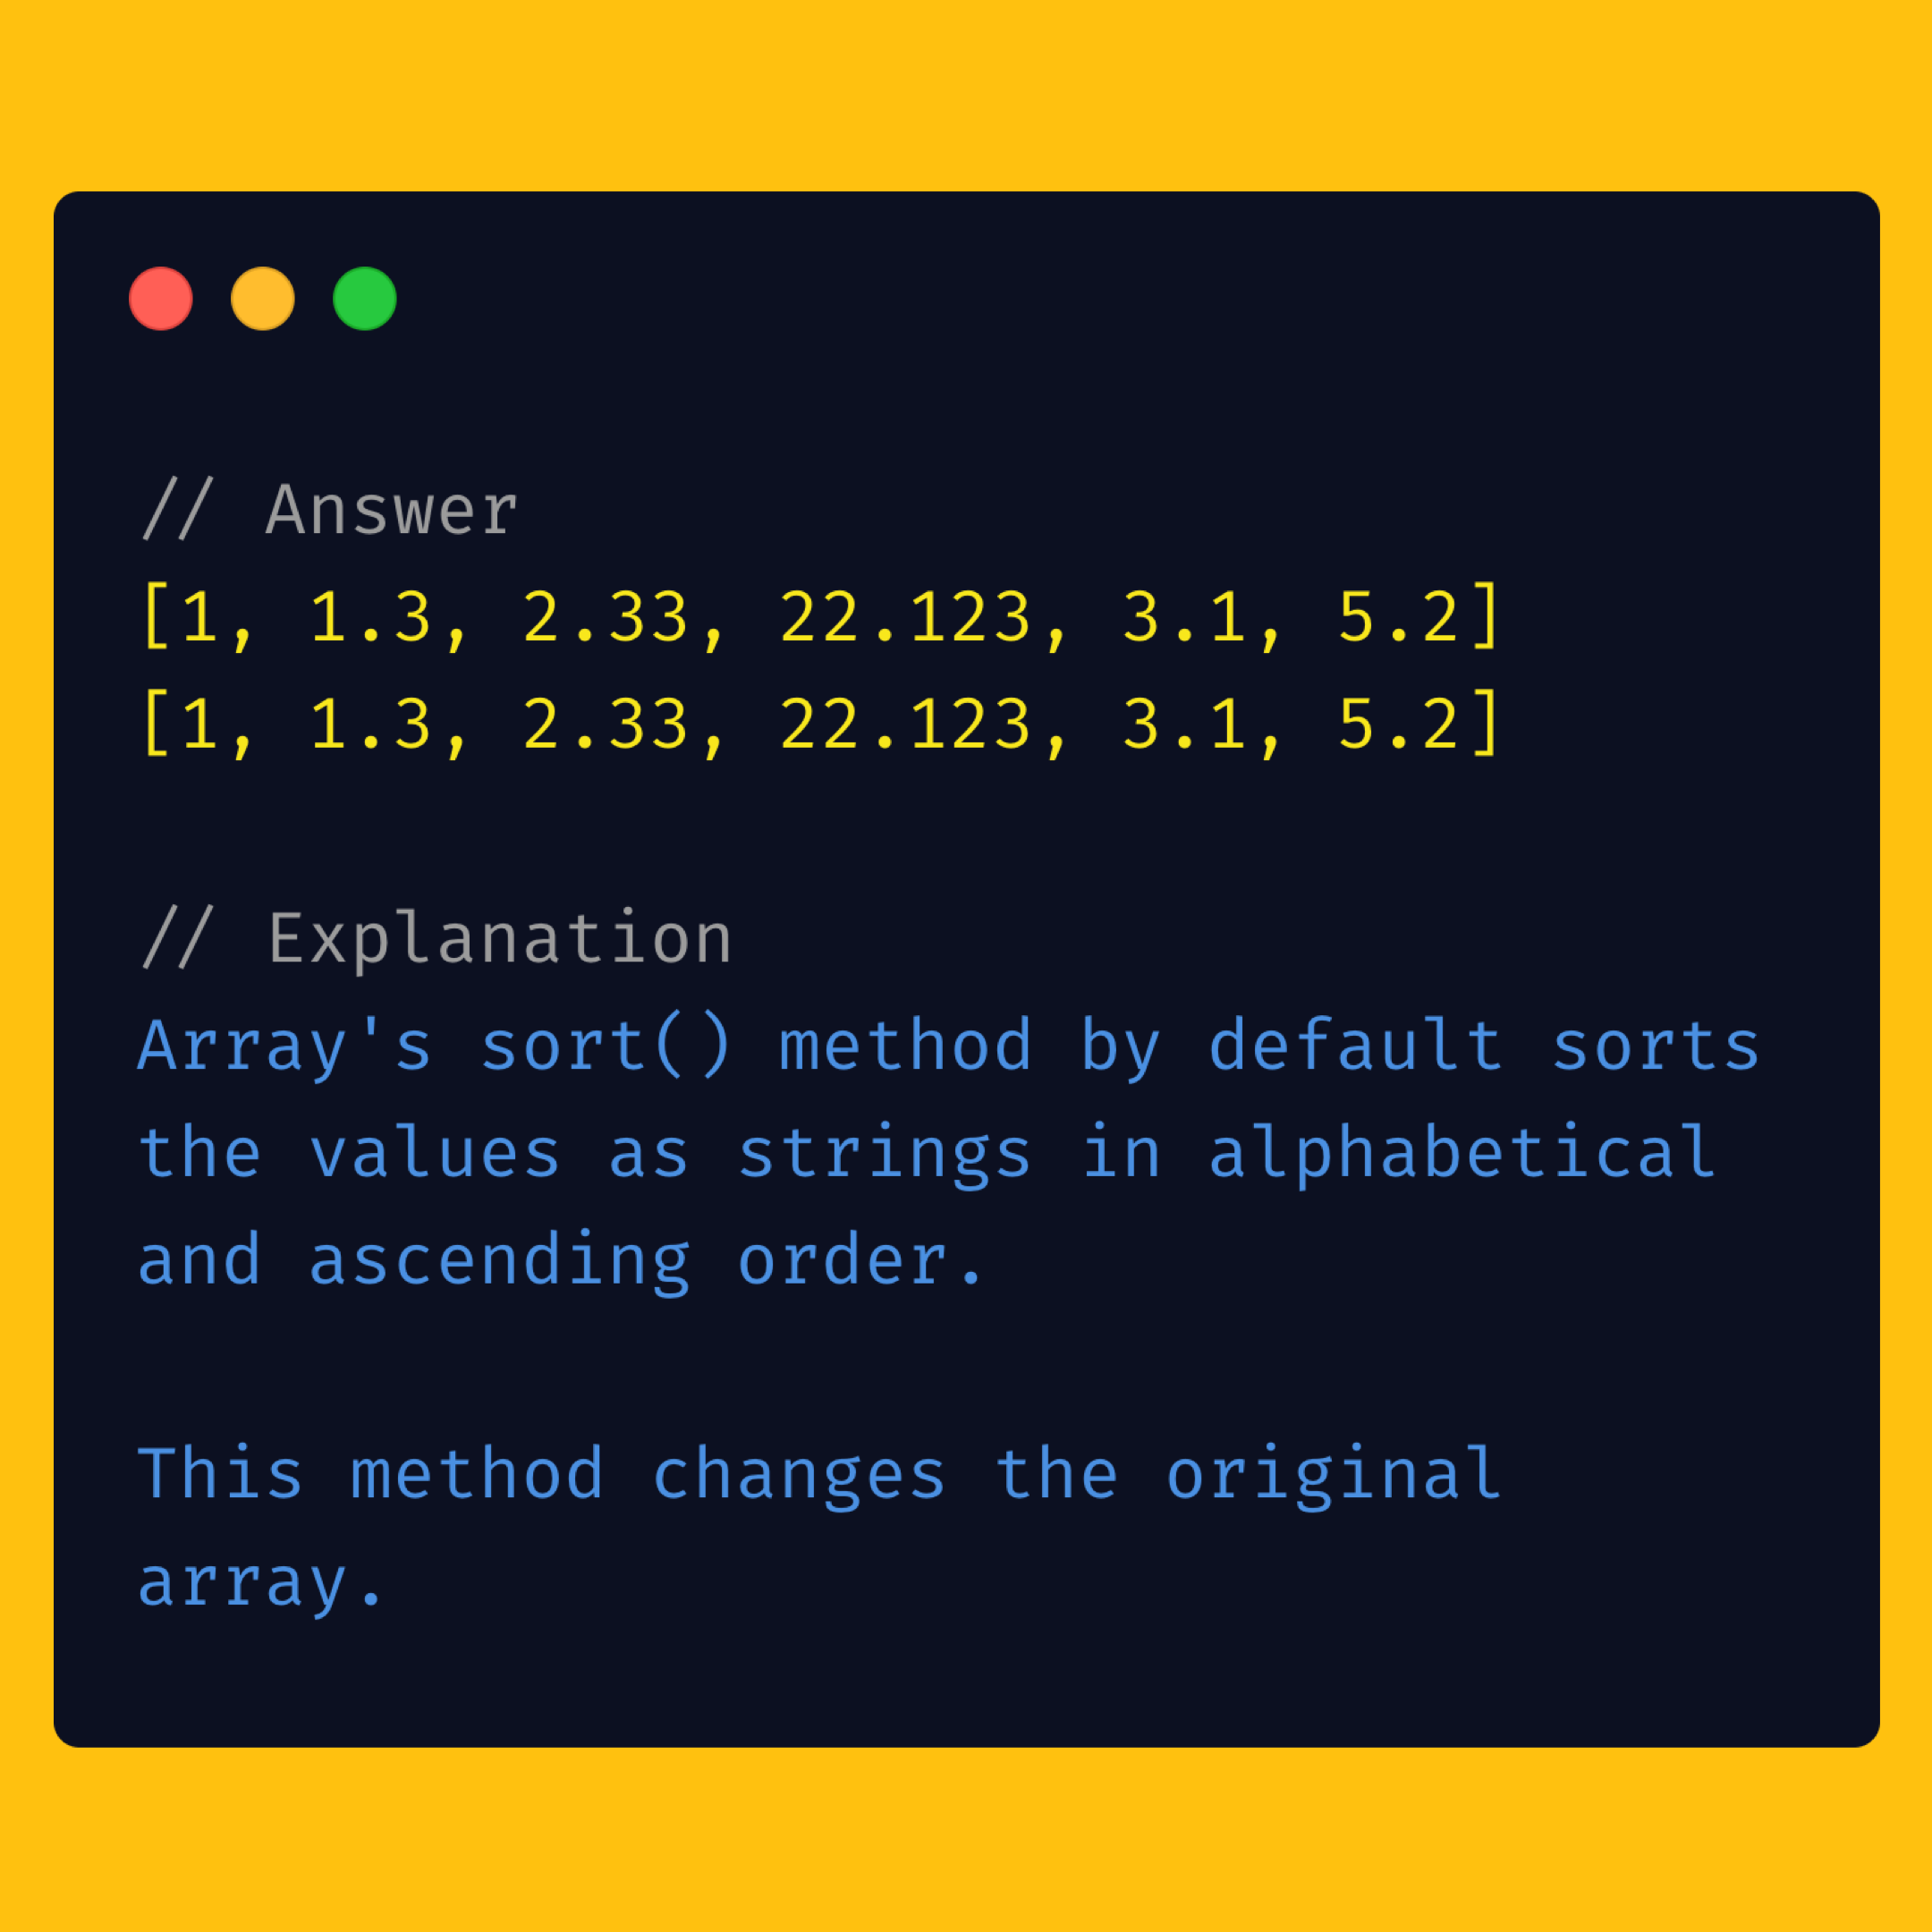 // Answer
[1, 1.3, 2.33, 22.123, 3.1, 5.2]
[1, 1.3, 2.33, 22.123, 3.1, 5.2]
// Explanation
Array's sort() method by default sorts
the values as strings in alphabetical
and ascending order.
This method changes the original
array.